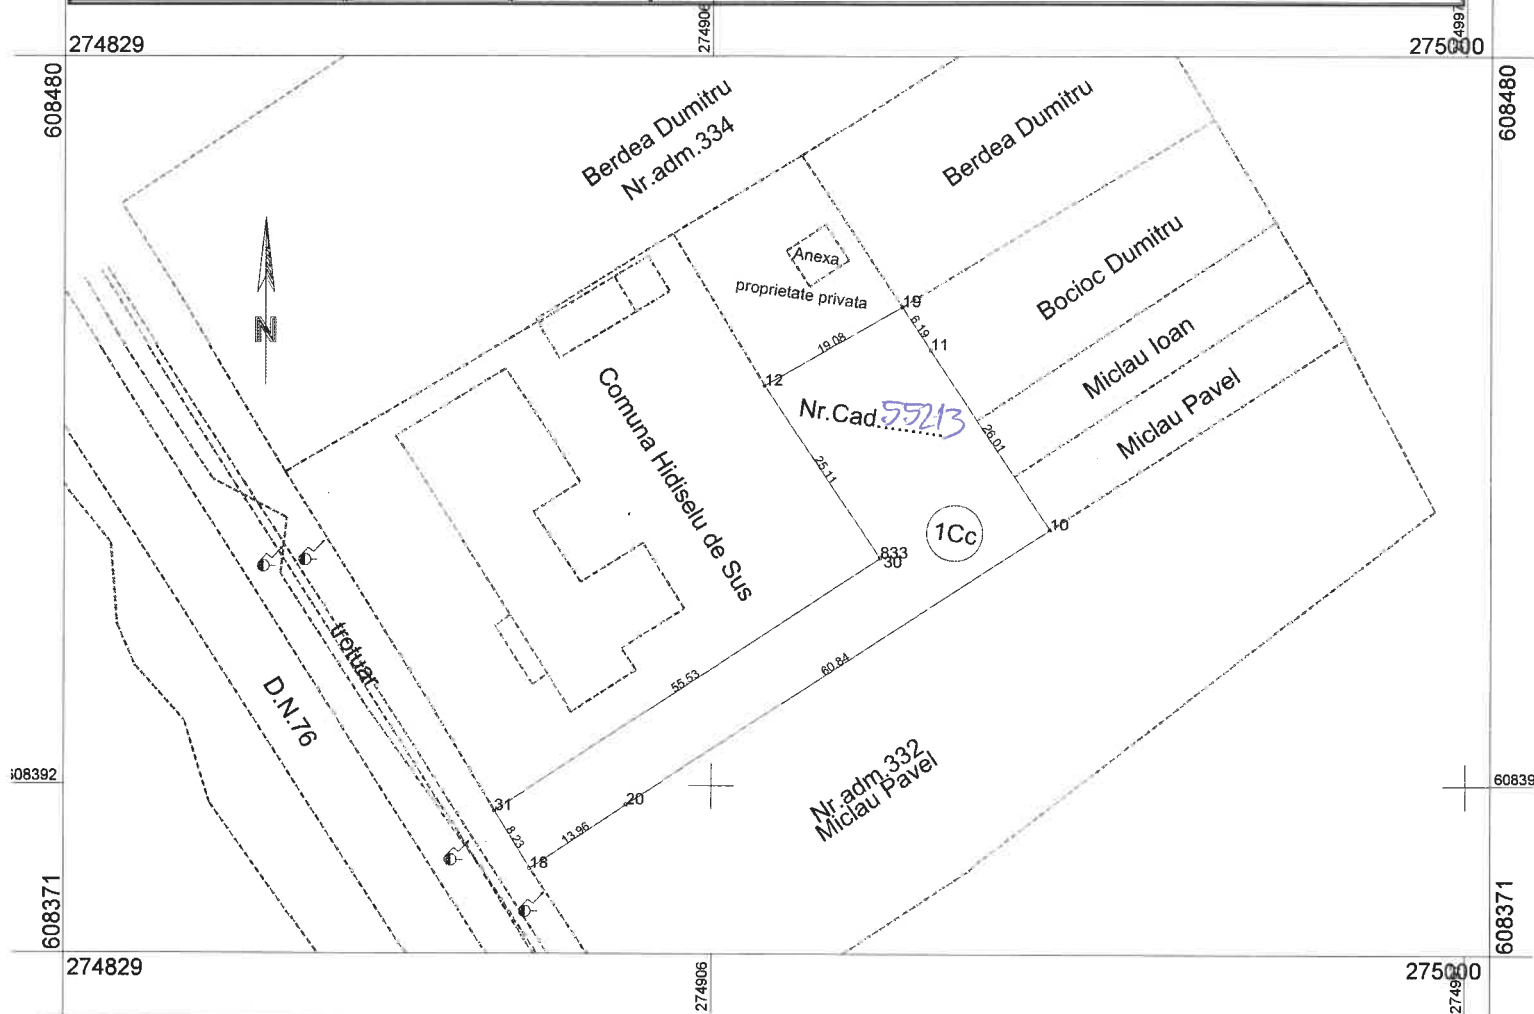 274906
274997
274829
275000
608480
608480
Berdea Dumitru
Nr.adm.334
Berdea Dumitru
Anexa
proprietate privata
19
6.19
11
Bocioc Dumitru
N
19.08
12
Miclau Ioan
Comuna Hidiselu de Sus
Nr.Cad..........55213
Miclau Pavel
26.01
25.11
1Cc
10
833
30
trotuar
D.N.76
55.53
60.84
608392
31
20
Nr.adm.332
Miclau Pavel
60839
8.23
13.96
18
608371
608371
274829
275000
274906